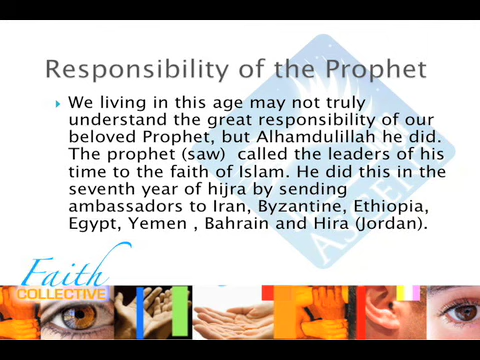 Responsibility of the Prophet
We living in this age may not truly
understand the great responsibility of our
beloved Prophet, but Alhamdulillah he did.
The prophet (saw)  called the leaders of his
time to the faith of Islam. He did this in the
seventh year of hijra by sending
ambassadors to Iran, Byzantine, Ethiopia,
Egypt, Yemen , Bahrain and Hira (Jordan).
Faith
COLLECTIVE